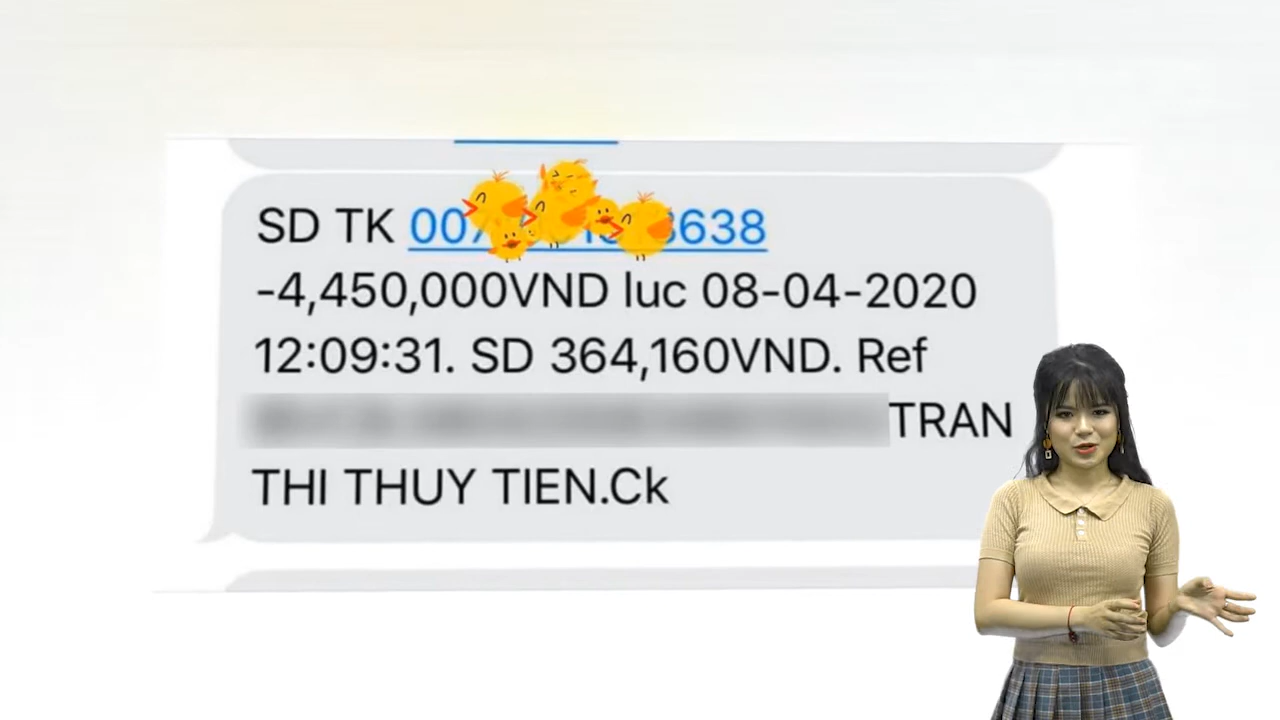 SD TK
-4,450,000VND luc 08-04-2020
12:09:31. SD 364,160VND. Ref
TRAN
THI THUY TIEN.Ck